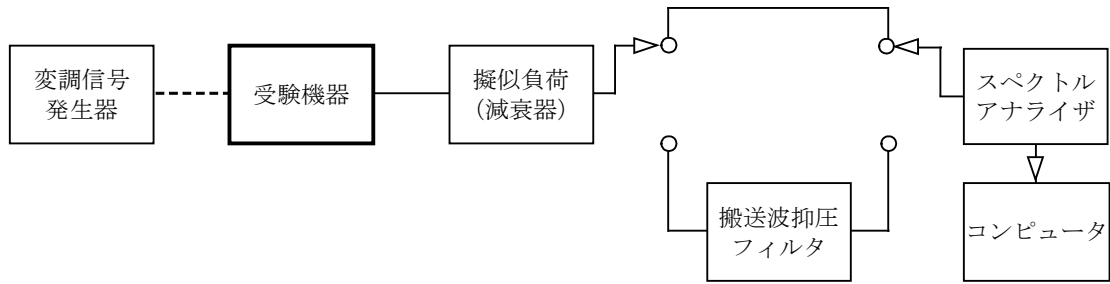 変調信号
発生器
受験機器
擬似負荷
（減衰器）
スペクトル
アナライザ
搬送波抑圧
フィルタ
コンピュータ